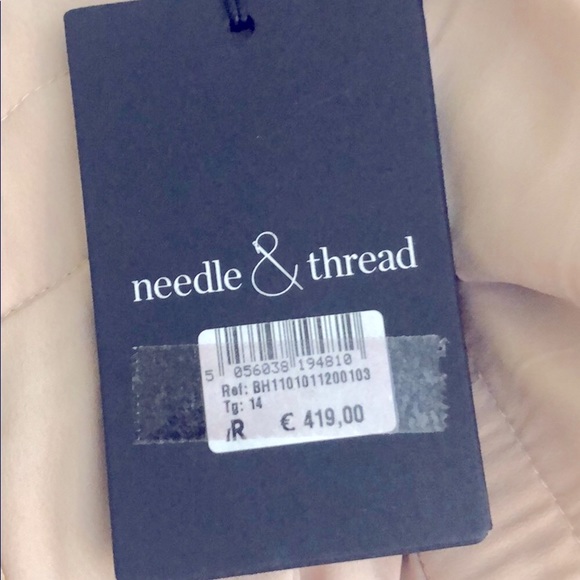 needle & thread
5 056038 194810
Ref: BH1101011200103
Tg: 14
/R € 419,00